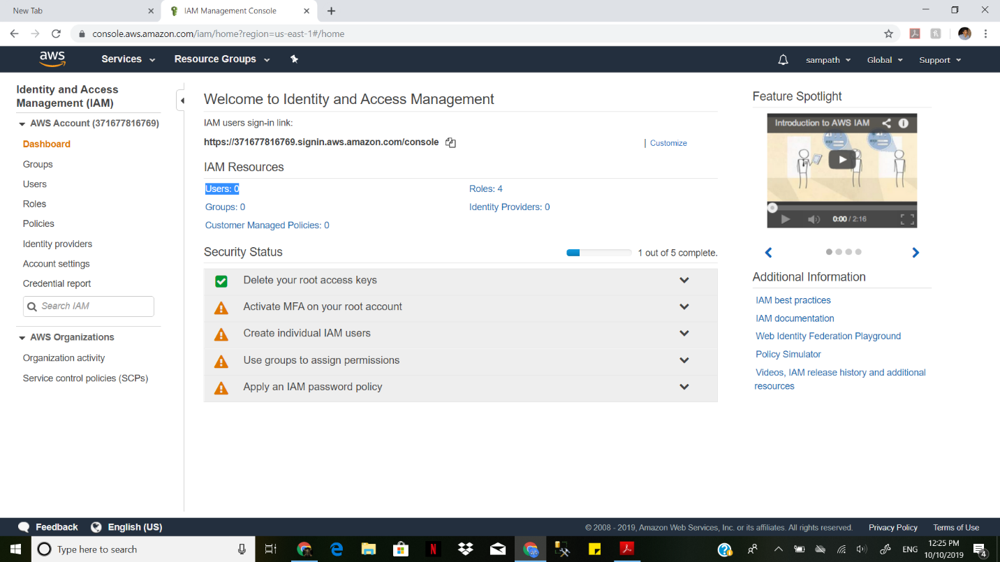 New Tab
IAM Management Console
console.aws.amazon.com/iam/home?region=us-east-1#/home
aws
Services
Resource Groups
sampath
Global
Support
Identity and Access
Management (IAM)
AWS Account (371677816769)
Dashboard
Groups
Users
Roles
Policies
Identity providers
Account settings
Credential report
Search IAM
AWS Organizations
Organization activity
Service control policies (SCPs)
Welcome to Identity and Access Management
IAM users sign-in link:
https://371677816769.signin.aws.amazon.com/console
Customize
IAM Resources
Users: 0
Roles: 4
Groups: 0
Identity Providers: 0
Customer Managed Policies: 0
Security Status
1 out of 5 complete.
Delete your root access keys
Activate MFA on your root account
Create individual IAM users
Use groups to assign permissions
Apply an IAM password policy
Feature Spotlight
Introduction to AWS IAM
0:00 / 2:16
Additional Information
IAM best practices
IAM documentation
Web Identity Federation Playground
Policy Simulator
Videos, IAM release history and additional
resources
Feedback
English (US)
© 2008 - 2019, Amazon Web Services, Inc. or its affiliates. All rights reserved.
Privacy Policy
Terms of Use
Type here to search
ENG
12:25 PM
10/10/2019
4